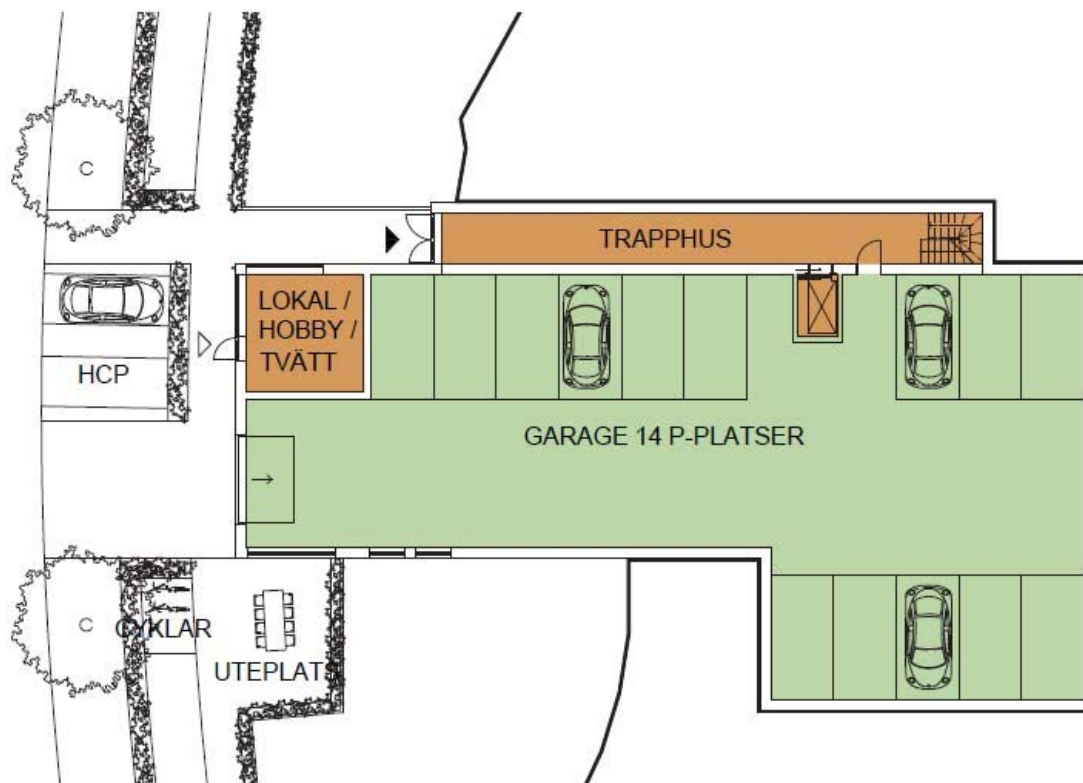 C
TRAPPHUS
LOKAL /
HOBBY /
TVÄTT
HCP
GARAGE 14 P-PLATSER
C
CYKLAR
UTEPLATS